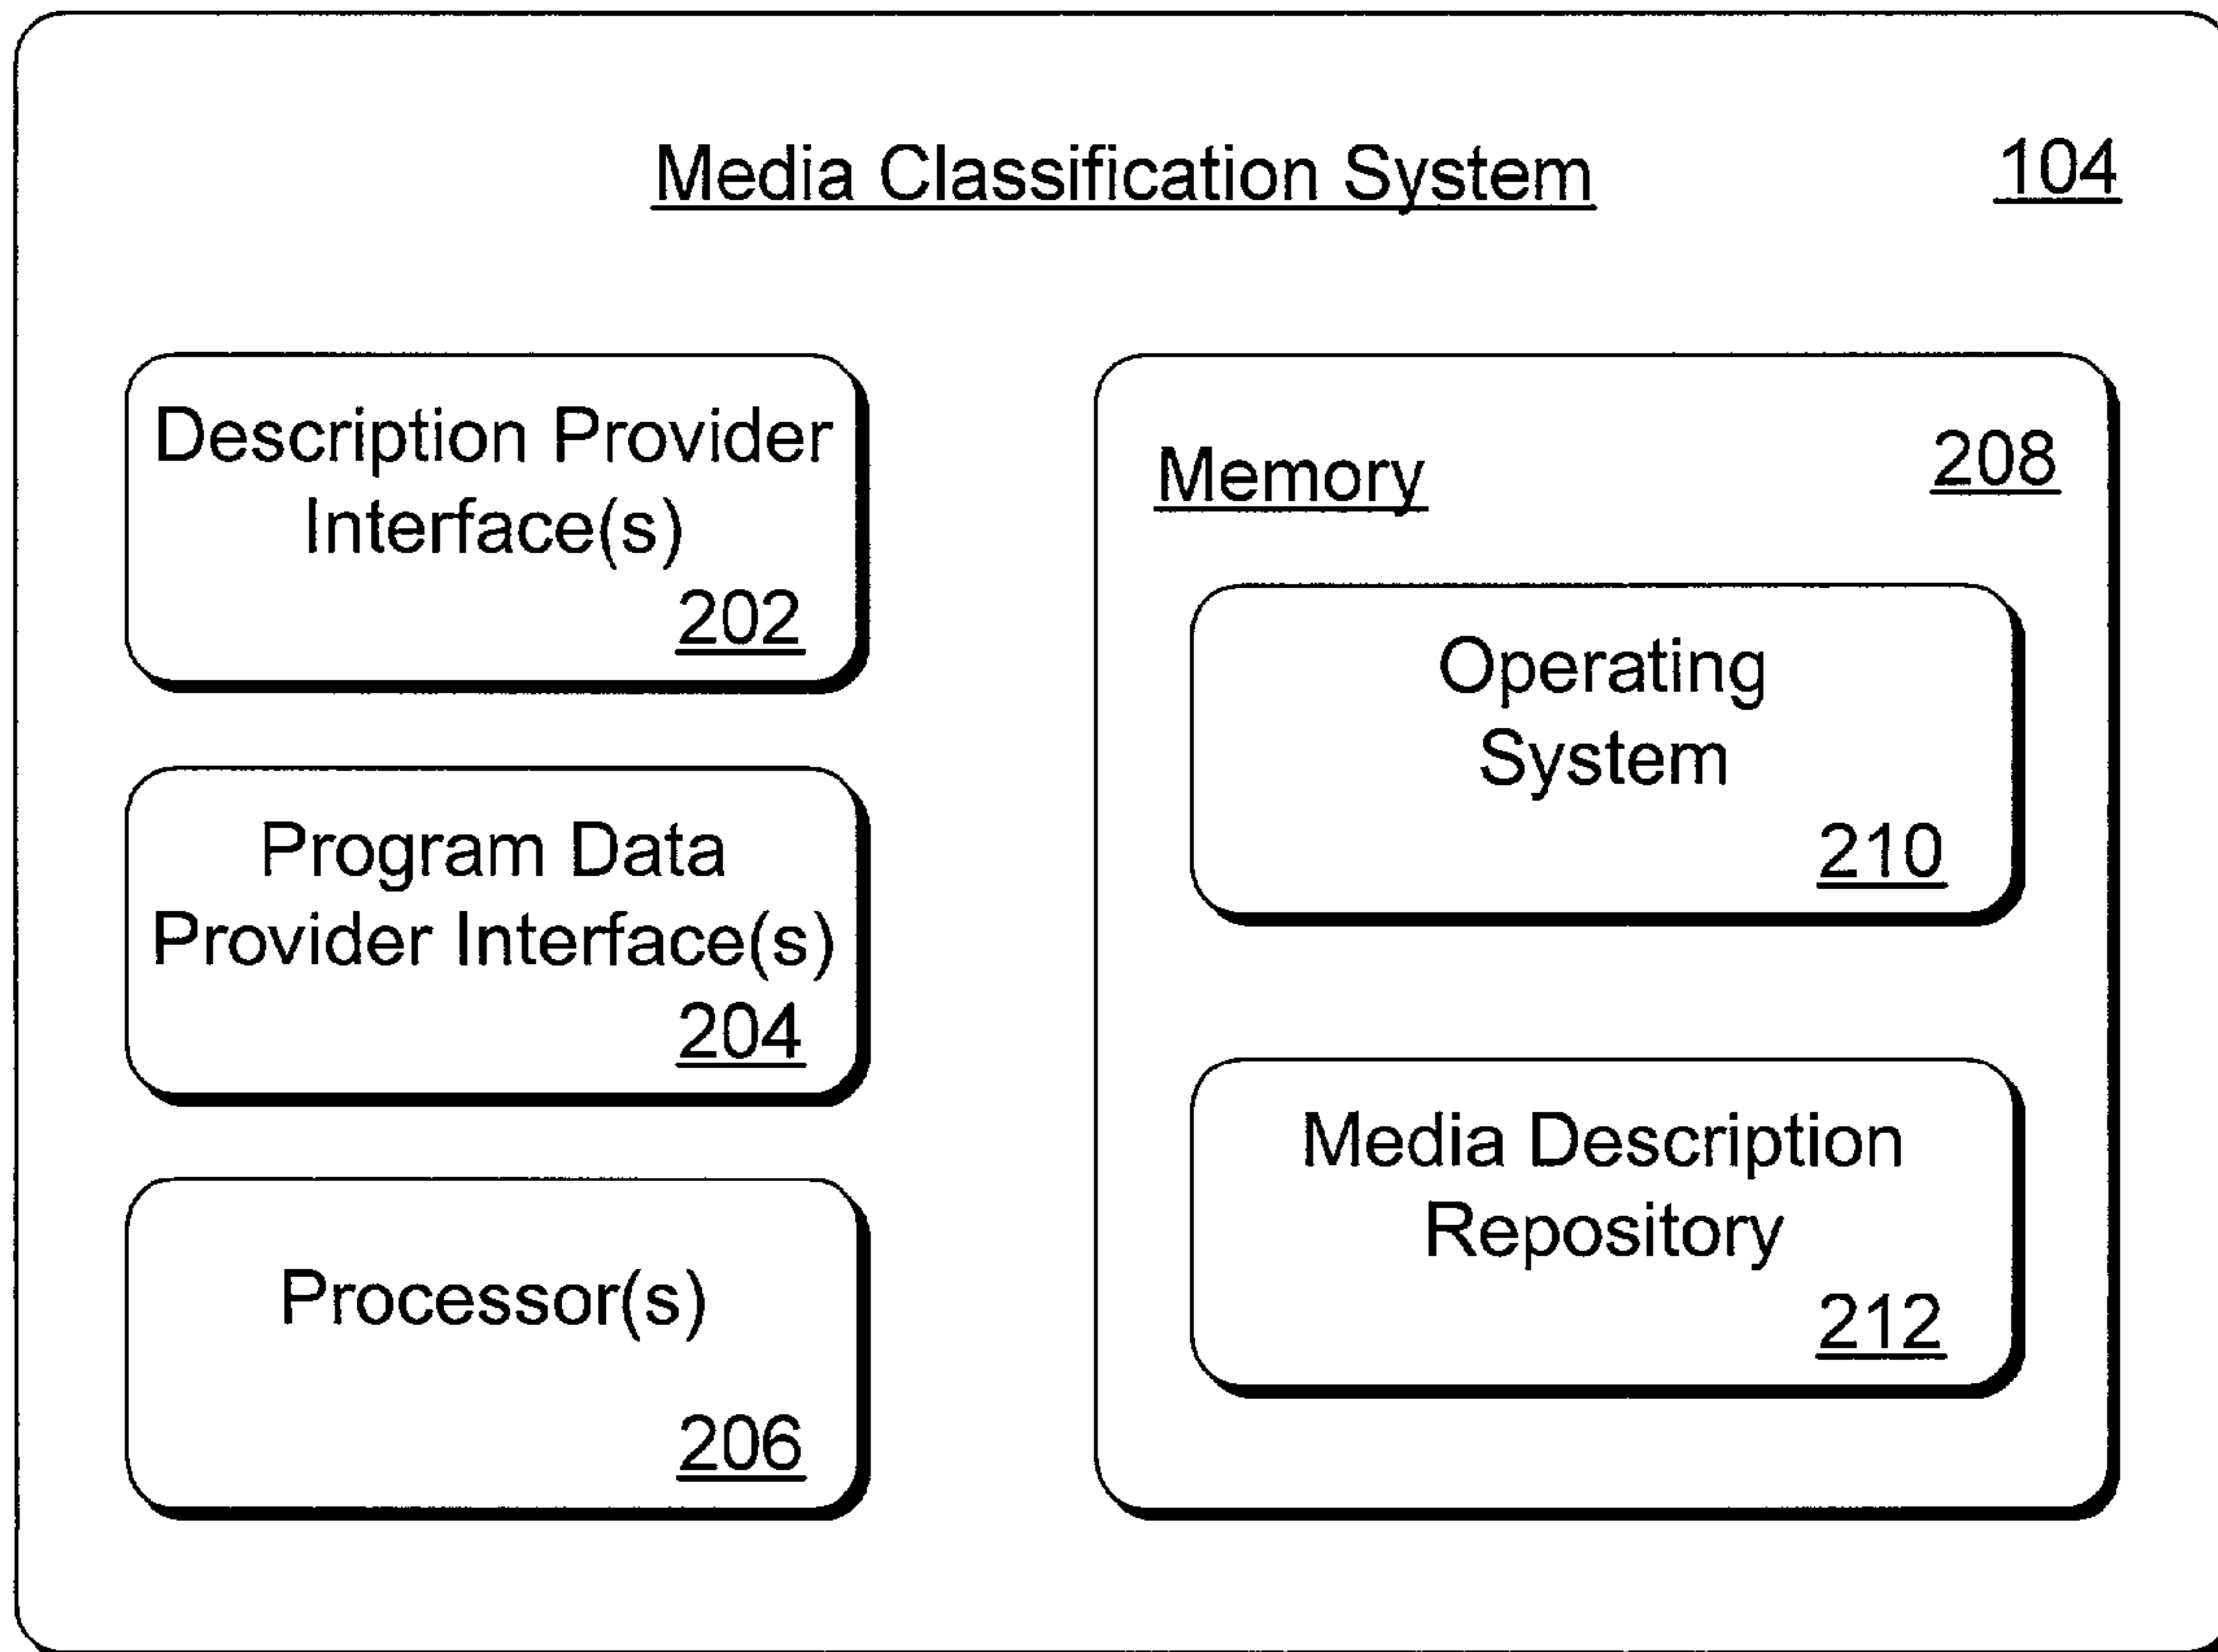 Media Classification System
104
Description Provider
Interface(s)
202
Program Data
Provider Interface(s)
204
Processor(s)
206
Memory
208
Operating
System
210
Media Description
Repository
212